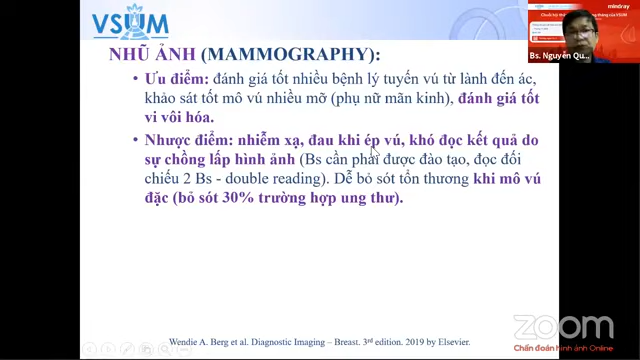 VSUM
NHŨ ẢNH (MAMMOGRAPHY):
• Ưu điểm: đánh giá tốt nhiều bệnh lý tuyến vú từ lành đến ác,
khảo sát tốt mô vú nhiều mỡ (phụ nữ mãn kinh), đánh giá tốt
vi vôi hóa.
• Nhược điểm: nhiễm xạ, đau khi ép vú, khó đọc kết quả do
sự chồng lấp hình ảnh (Bs cần phải được đào tạo, đọc đối
chiếu 2 Bs - double reading). Dễ bỏ sót tổn thương khi mô vú
đặc (bỏ sót 30% trường hợp ung thư).
Wendie A. Berg et al. Diagnostic Imaging – Breast. 3rd edition. 2019 by Elsevier.
mindray
Bs. Nguyễn Qu...
zoom
Chẩn đoán hình ảnh Online